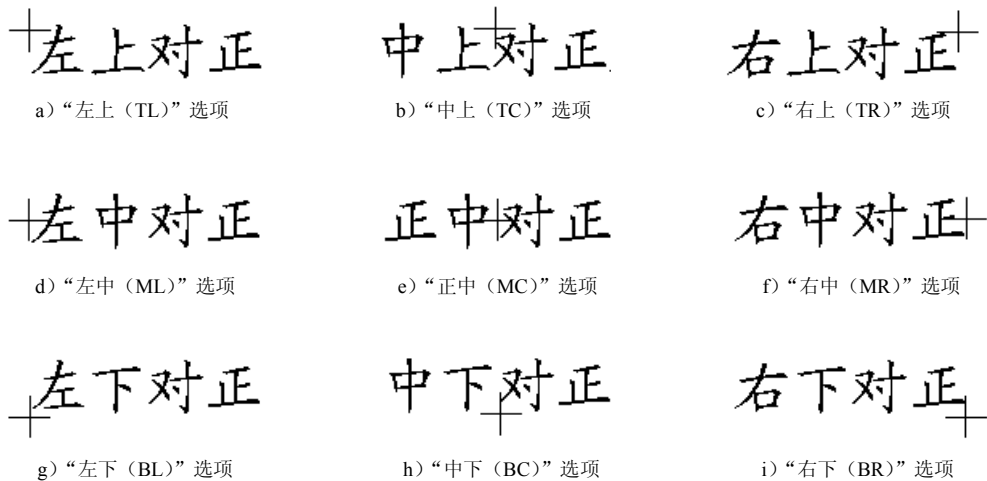 左上对正 中上对正 右上对正
a）“左上（TL）”选项 b）“中上（TC）”选项 c）“右上（TR）”选项
左中对正 正中对正 右中对正
d）“左中（ML）”选项 e）“正中（MC）”选项 f）“右中（MR）”选项
左下对正 中下对正 右下对正
g）“左下（BL）”选项 h）“中下（BC）”选项 i）“右下（BR）”选项